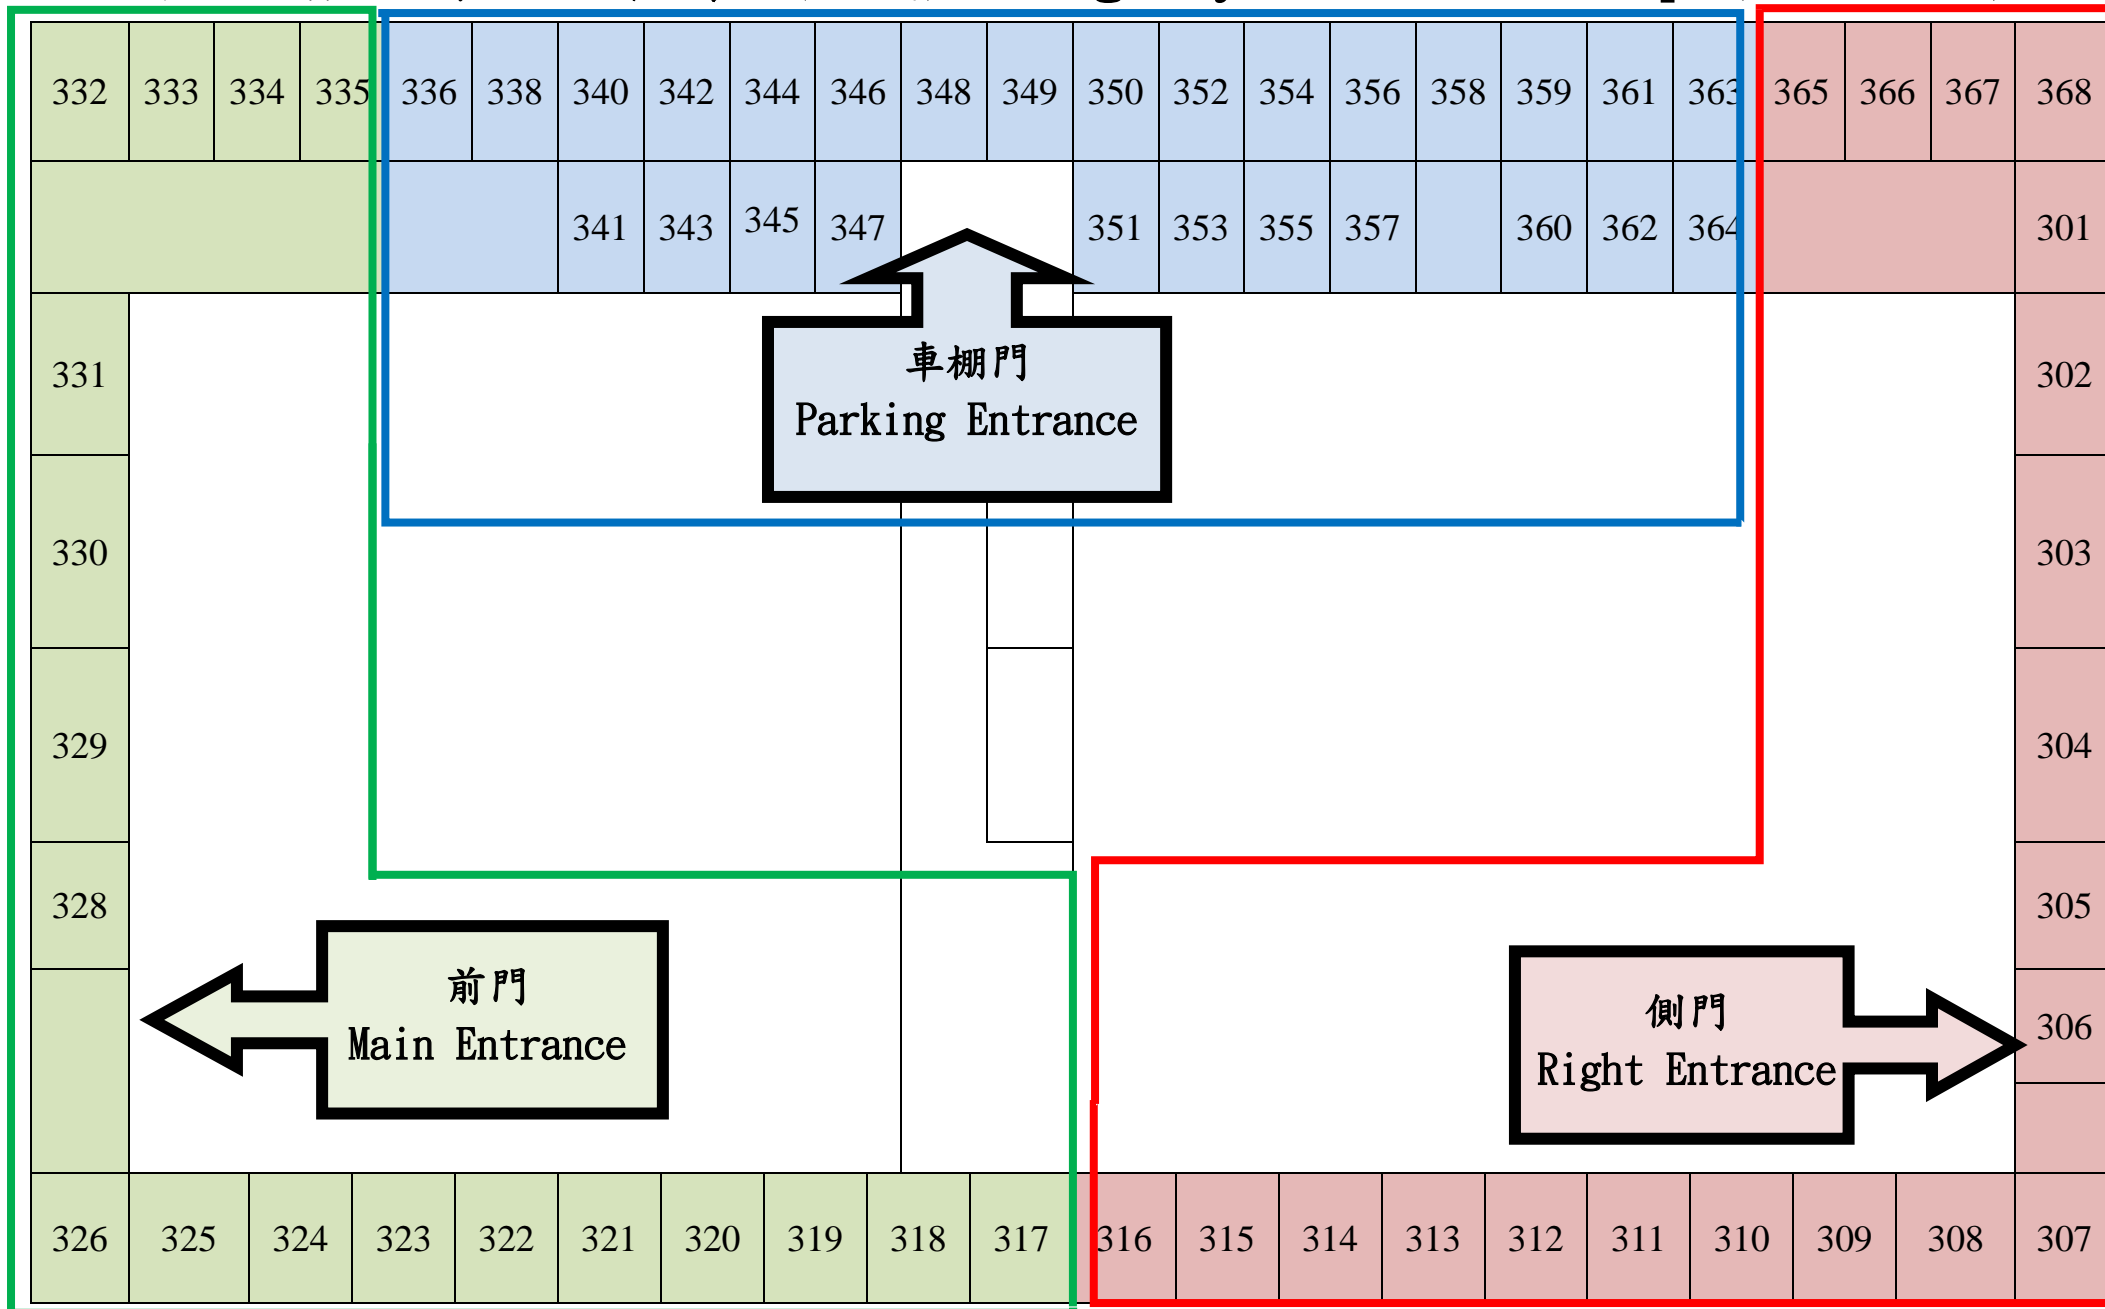 332 333 334 335 336 338 340 342 344 346 348 349 350 352 354 356 358 359 361 363 365 366 367 368
341 343 345 347 351 353 355 357 360 362 364 301
331 302
車棚門
Parking Entrance
330 303
329 304
328 305
前門
Main Entrance
側門
Right Entrance
306
326 325 324 323 322 321 320 319 318 317 316 315 314 313 312 311 310 309 308 307